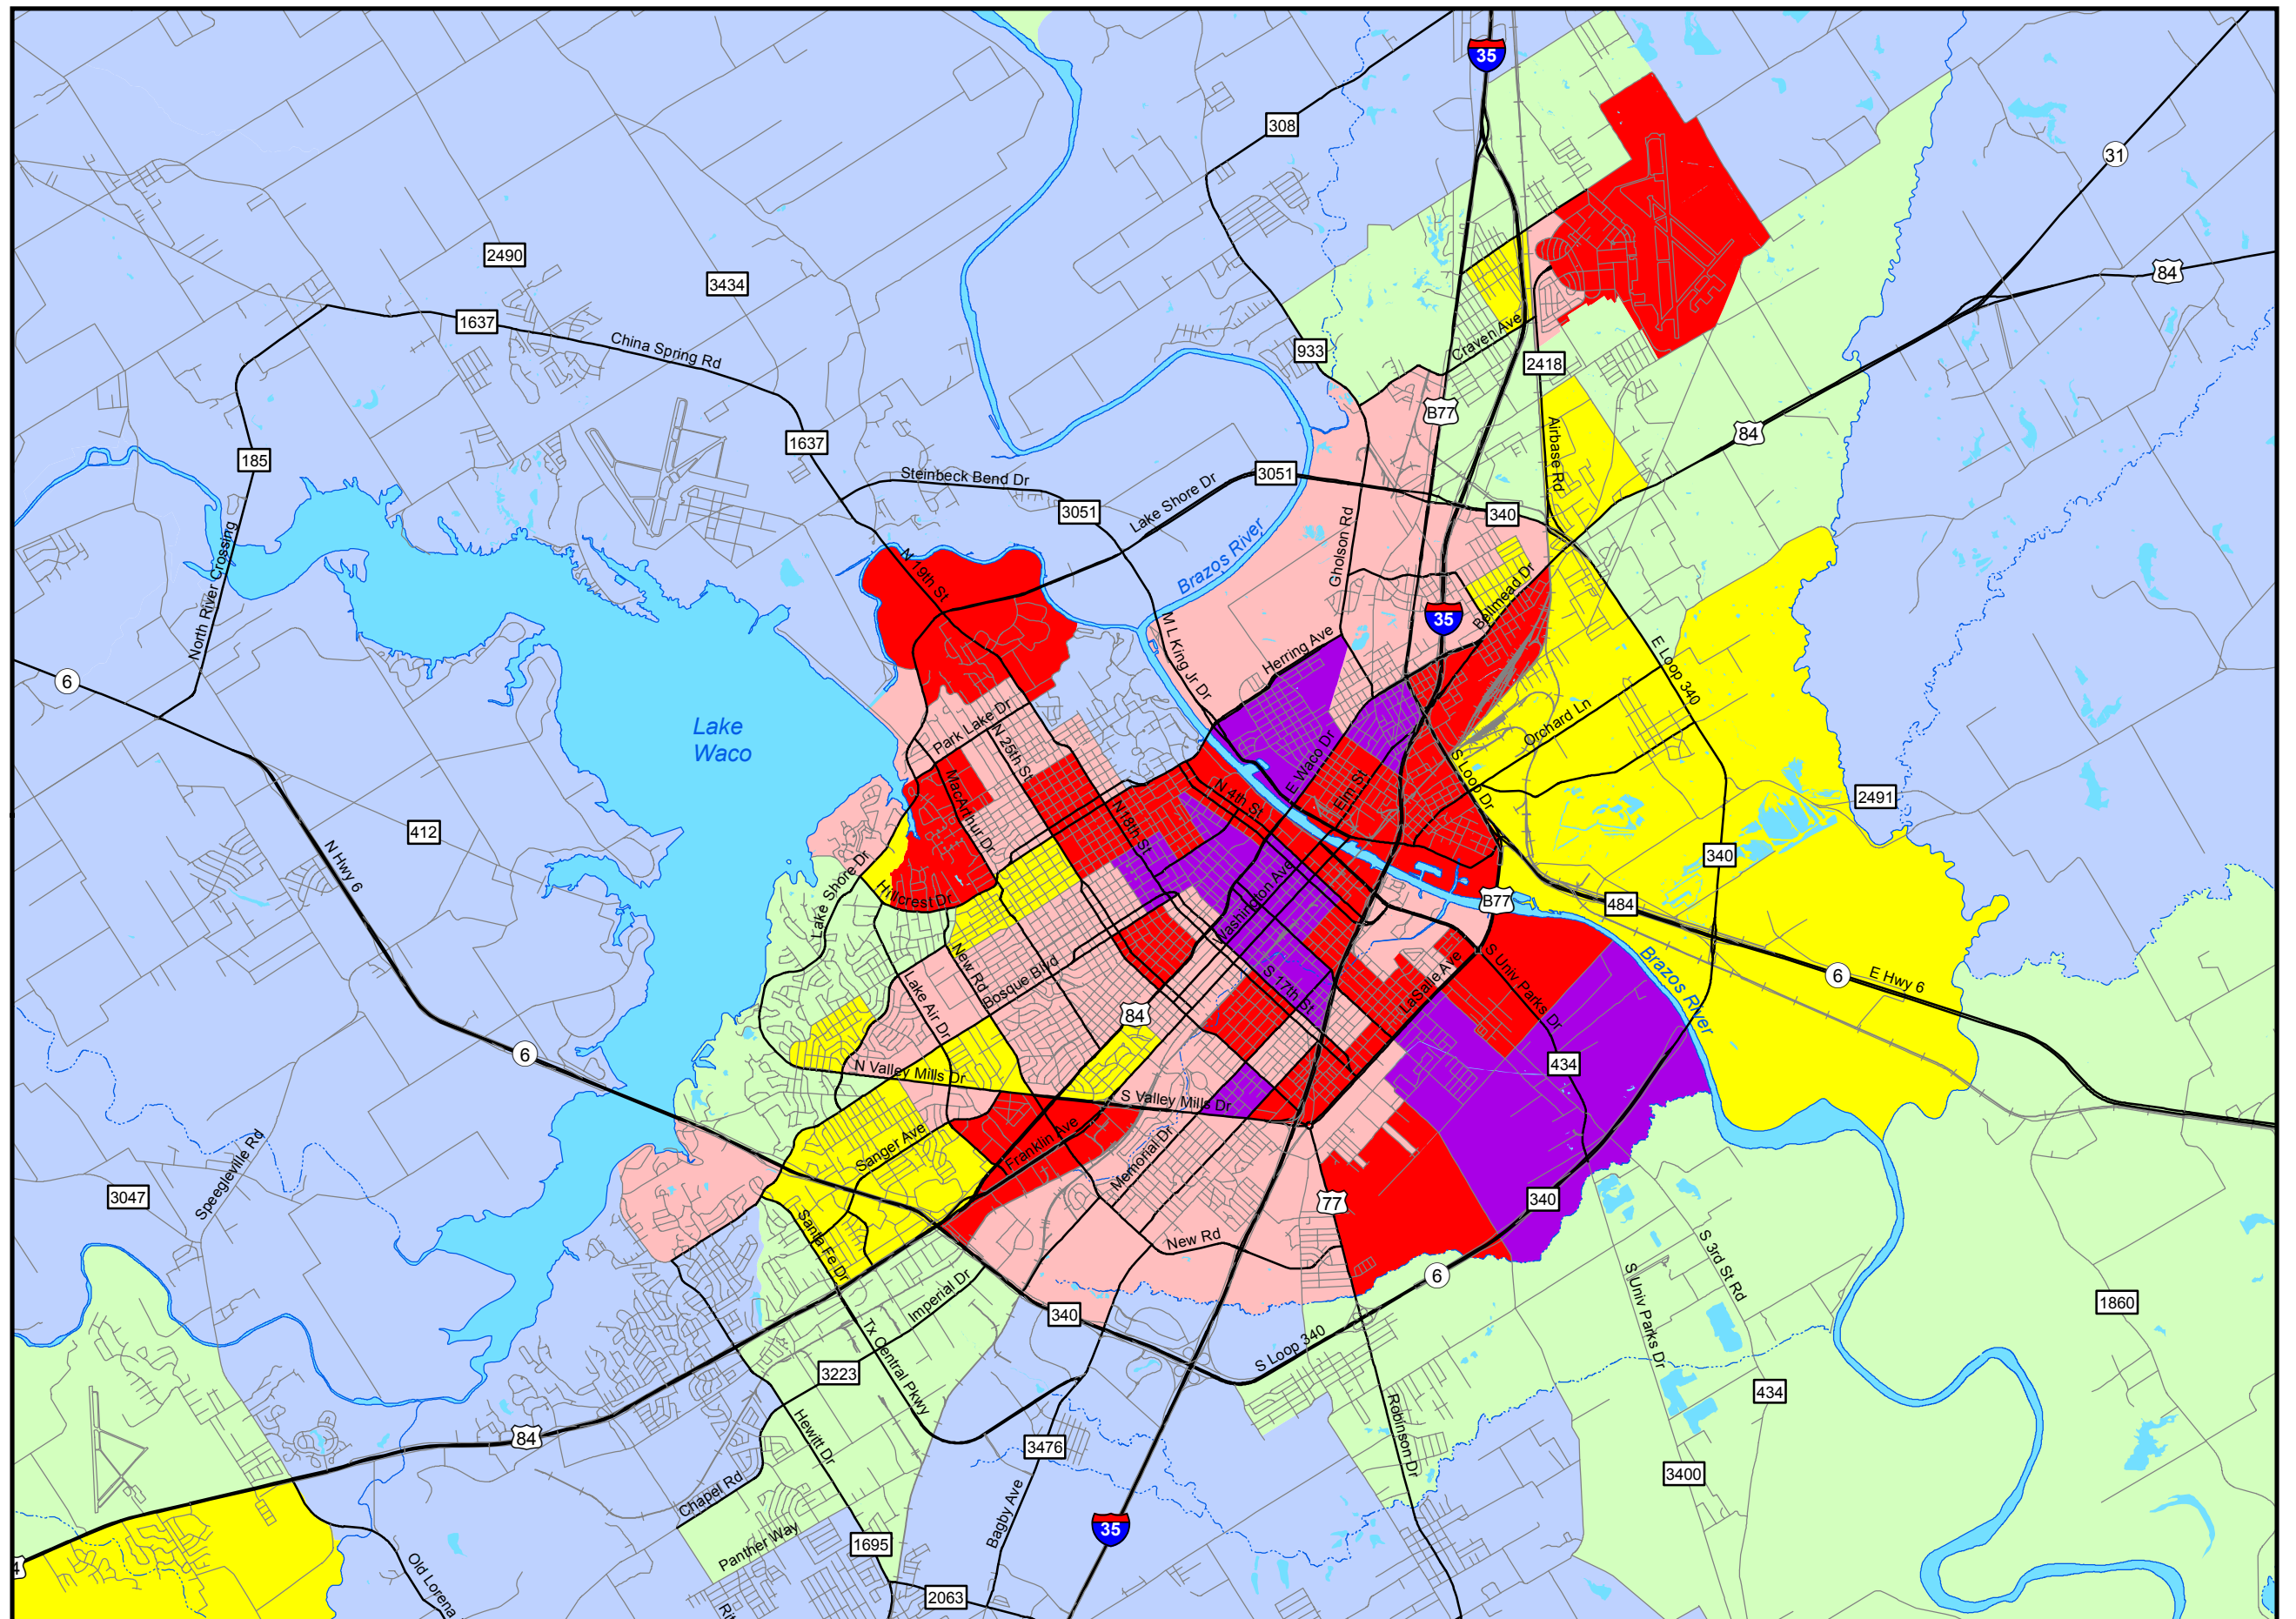 35
308
31
2490
84
3434
1637
China Spring Rd
933
Craven Ave
2418
B77
1637
84
185
Airbase Rd
Steinbeck Bend Dr
3051
Lake Shore Dr
3051
340
North River Crossing
N 19th St
Brazos River
Gholson Rd
35
Bellmead Dr
6
M L King Jr Dr
Herring Ave
E Loop 340
Lake
Waco
Park Lake Dr
N 25th St
Orchard Ln
E Waco Dr
S Loop Dr
MacArthur Dr
N 4th St
Elm St
2491
412
N18th St
N Hwy 6
340
Lake Shore Dr
Hillcrest Dr
Washington Ave
B77
484
New Rd
Bosque Blvd
Lake Air Dr
S 17th St
LaSalle Ave
S Univ Parks Dr
Brazos River
6
E Hwy 6
84
6
N Valley Mills Dr
434
S Valley Mills Dr
Sanger Ave
Franklin Ave
Memorial Dr
Speegleville Rd
3047
77
340
Santa Fe Dr
New Rd
S 3rd St Rd
6
Imperial Dr
S Univ Parks Dr
340
1860
Tx Central Pkwy
S Loop 340
3223
434
Hewitt Dr
Robinson Dr
84
3476
3400
Chapel Rd
Bagby Ave
35
Panther Way
1695
4
Old Lorena
2063